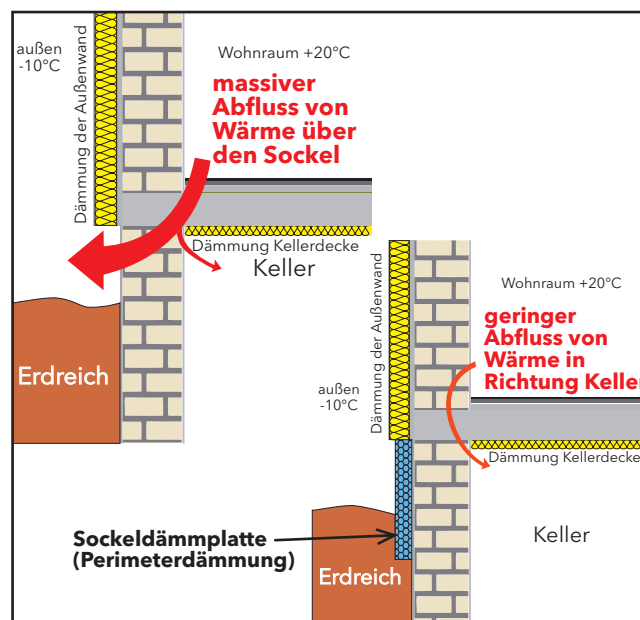 außen
-10°C
Dämmung der Außenwand
Wohnraum +20°C
massiver
Abfluss von
Wärme über
den Sockel
Dämmung Kellerdecke
Keller
Erdreich
außen
-10°C
Dämmung der Außenwand
Wohnraum +20°C
geringer
Abfluss von
Wärme in
Richtung Keller
Dämmung Kellerdecke
Keller
Sockeldämmplatte
(Perimeterdämmung)
Erdreich